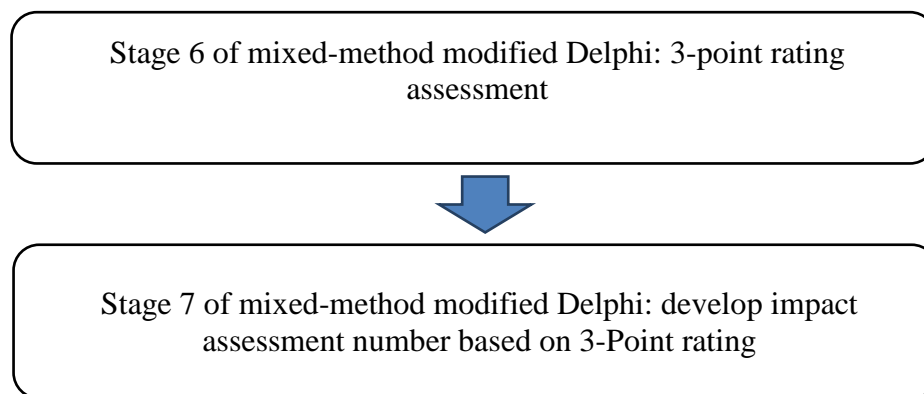 Stage 6 of mixed-method modified Delphi: 3-point rating
assessment
Stage 7 of mixed-method modified Delphi: develop impact
assessment number based on 3-Point rating